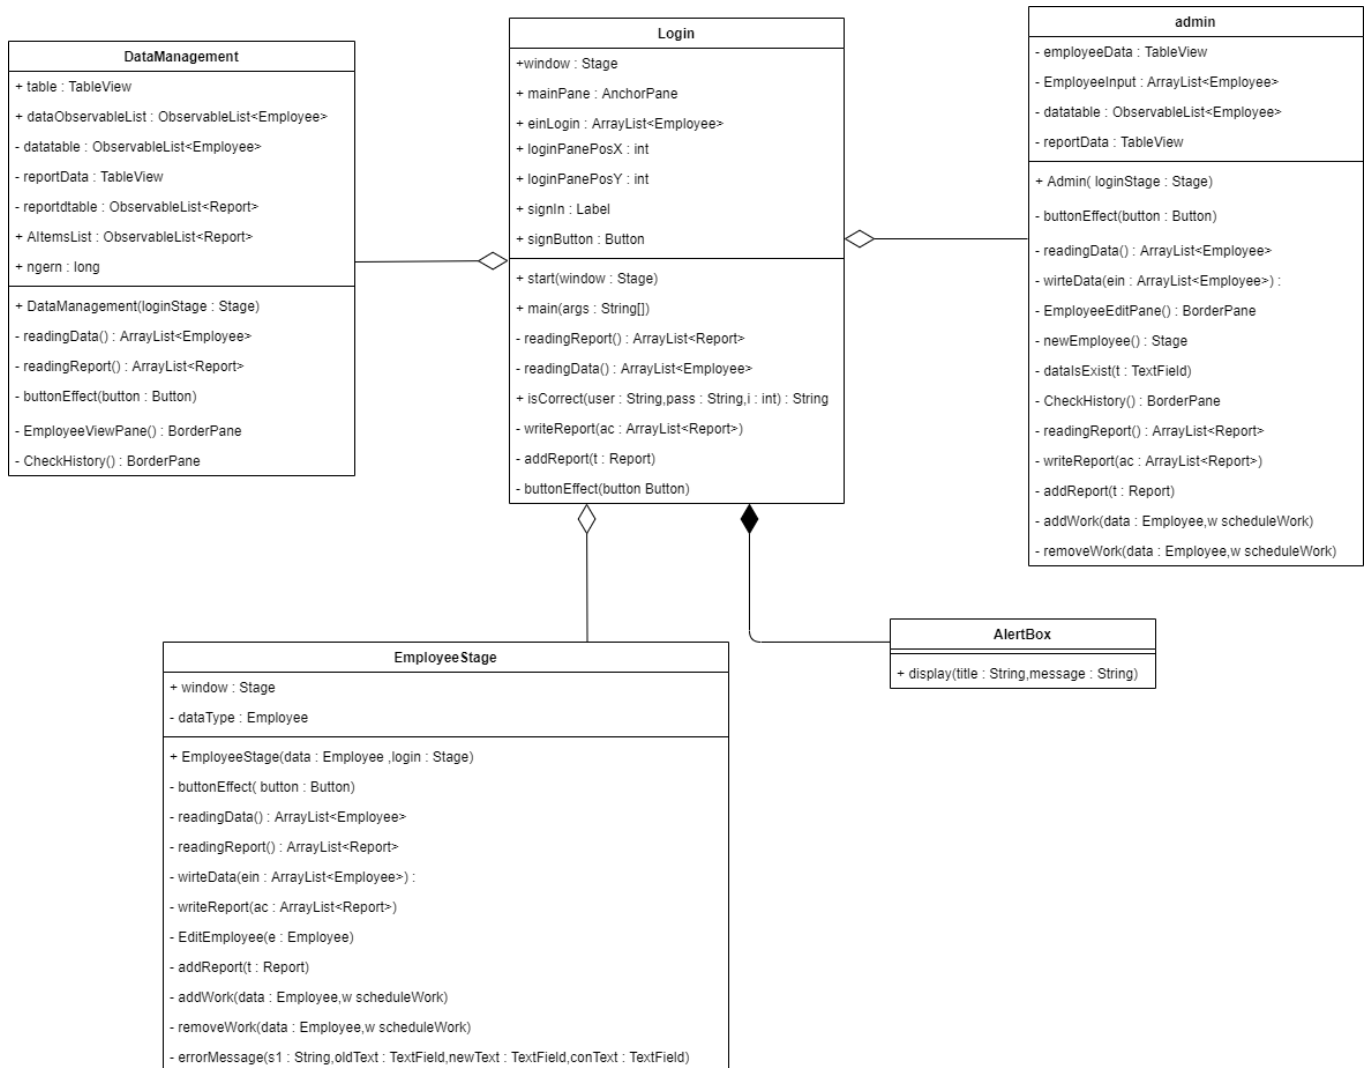 DataManagement
+ table : TableView
+ dataObservableList : ObservableList<Employee>
- datatable : ObservableList<Employee>
- reportData : TableView
- reportdtable : ObservableList<Report>
+ AItemsList : ObservableList<Report>
+ ngern : long
+ DataManagement(loginStage : Stage)
- readingData() : ArrayList<Employee>
- readingReport() : ArrayList<Report>
- buttonEffect(button : Button)
- EmployeeViewPane() : BorderPane
- CheckHistory() : BorderPane
Login
+window : Stage
+ mainPane : AnchorPane
+ einLogin : ArrayList<Employee>
+ loginPanePosX : int
+ loginPanePosY : int
+ signIn : Label
+ signButton : Button
+ start(window : Stage)
+ main(args : String[])
- readingReport() : ArrayList<Report>
- readingData() : ArrayList<Employee>
+ isCorrect(user : String,pass : String,i : int) : String
- writeReport(ac : ArrayList<Report>)
- addReport(t : Report)
- buttonEffect(button Button)
admin
- employeeData : TableView
- EmployeeInput : ArrayList<Employee>
- datatable : ObservableList<Employee>
- reportData : TableView
+ Admin( loginStage : Stage)
- buttonEffect(button : Button)
- readingData() : ArrayList<Employee>
- wirteData(ein : ArrayList<Employee>) :
- EmployeeEditPane() : BorderPane
- newEmployee() : Stage
- dataIsExist(t : TextField)
- CheckHistory() : BorderPane
- readingReport() : ArrayList<Report>
- writeReport(ac : ArrayList<Report>)
- addReport(t : Report)
- addWork(data : Employee,w scheduleWork)
- removeWork(data : Employee,w scheduleWork)
EmployeeStage
+ window : Stage
- dataType : Employee
+ EmployeeStage(data : Employee ,login : Stage)
- buttonEffect( button : Button)
- readingData() : ArrayList<Employee>
- readingReport() : ArrayList<Report>
- wirteData(ein : ArrayList<Employee>) :
- writeReport(ac : ArrayList<Report>)
- EditEmployee(e : Employee)
- addReport(t : Report)
- addWork(data : Employee,w scheduleWork)
- removeWork(data : Employee,w scheduleWork)
- errorMessage(s1 : String,oldText : TextField,newText : TextField,conText : TextField)
AlertBox
+ display(title : String,message : String)